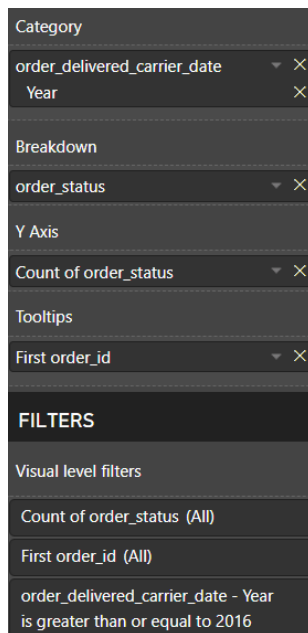 Category
order_delivered_carrier_date
Year
Breakdown
order_status
Y Axis
Count of order_status
Tooltips
First order_id
FILTERS
Visual level filters
Count of order_status (All)
First order_id (All)
order_delivered_carrier_date - Year
is greater than or equal to 2016